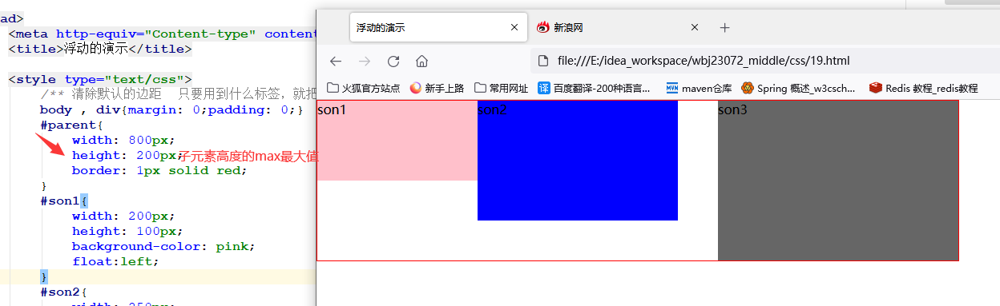 ad>
<meta http-equiv="Content-type" conten
<title>浮动的演示</title>
<style type="text/css">
/** 清除默认的边距 只要用到什么标签，就把
body , div{margin: 0;padding: 0;}
#parent{
width: 800px;
height: 200px;子元素高度的max最大值
border: 1px solid red;
}
#son1{
width: 200px;
height: 100px;
background-color: pink;
float:left;
}
#son2{
浮动的演示
新浪网
file:///E:/idea_workspace/wbj23072_middle/css/19.html
火狐官方站点 新手上路 常用网址 译 百度翻译-200种语言... MVN maven仓库 Spring 概述_w3csch... Redis 教程_redis教程
son1 son2 son3